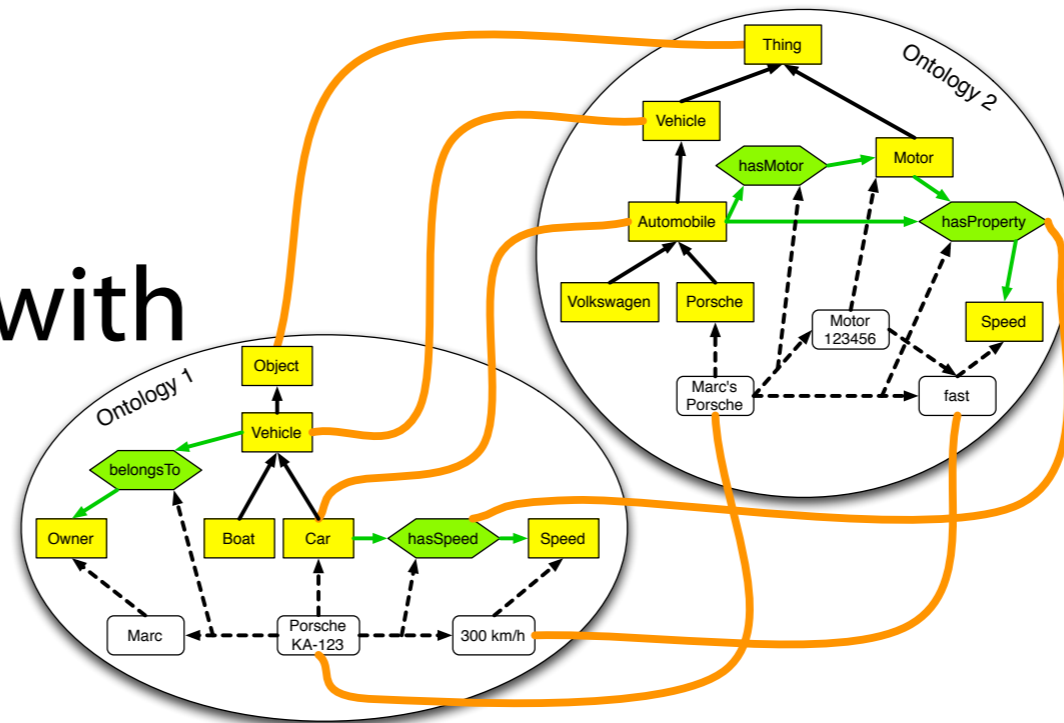 with
Thing
Ontology 2
Vehicle
hasMotor
Motor
Automobile
hasProperty
Volkswagen
Porsche
Motor
123456
Speed
Marc's
Porsche
fast
Ontology 1
Object
Vehicle
belongsTo
Owner
Boat
Car
hasSpeed
Speed
Marc
Porsche
KA-123
300 km/h